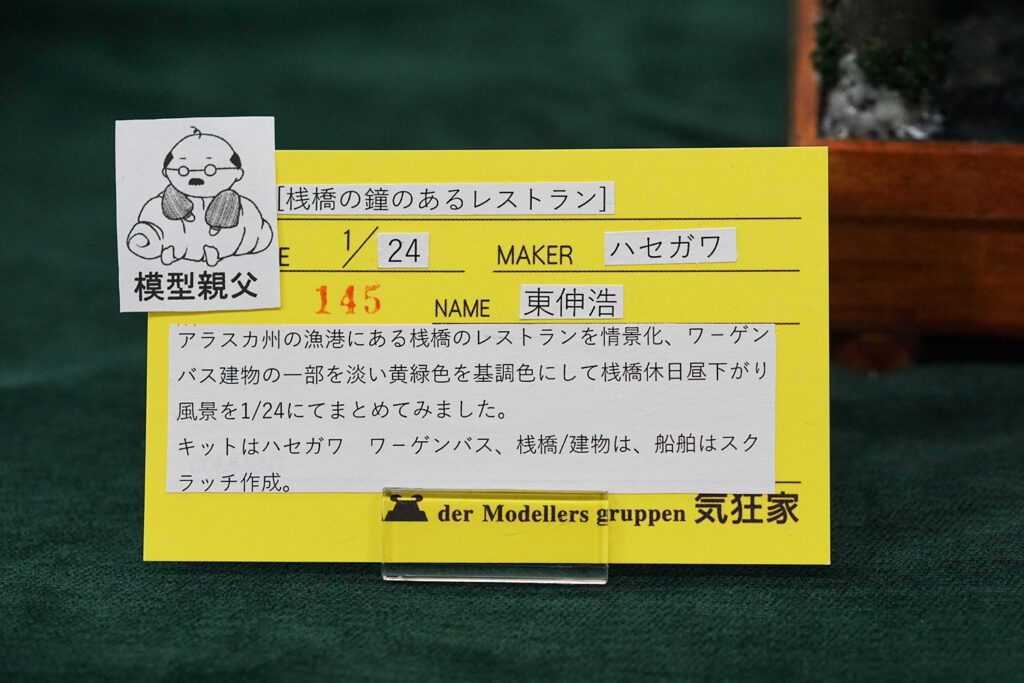 [桟橋の鐘のあるレストラン]
E 1/24 MAKER ハセガワ
模型親父
145 NAME 東伸浩
アラスカ州の漁港にある桟橋のレストランを情景化、ワーゲン
バス建物の一部を淡い黄緑色を基調色にして桟橋休日昼下がり
風景を1/24にてまとめてみました。
キットはハセガワ　ワーゲンバス、桟橋/建物は、船舶はスク
ラッチ作成。
der Modellers gruppen 気狂家